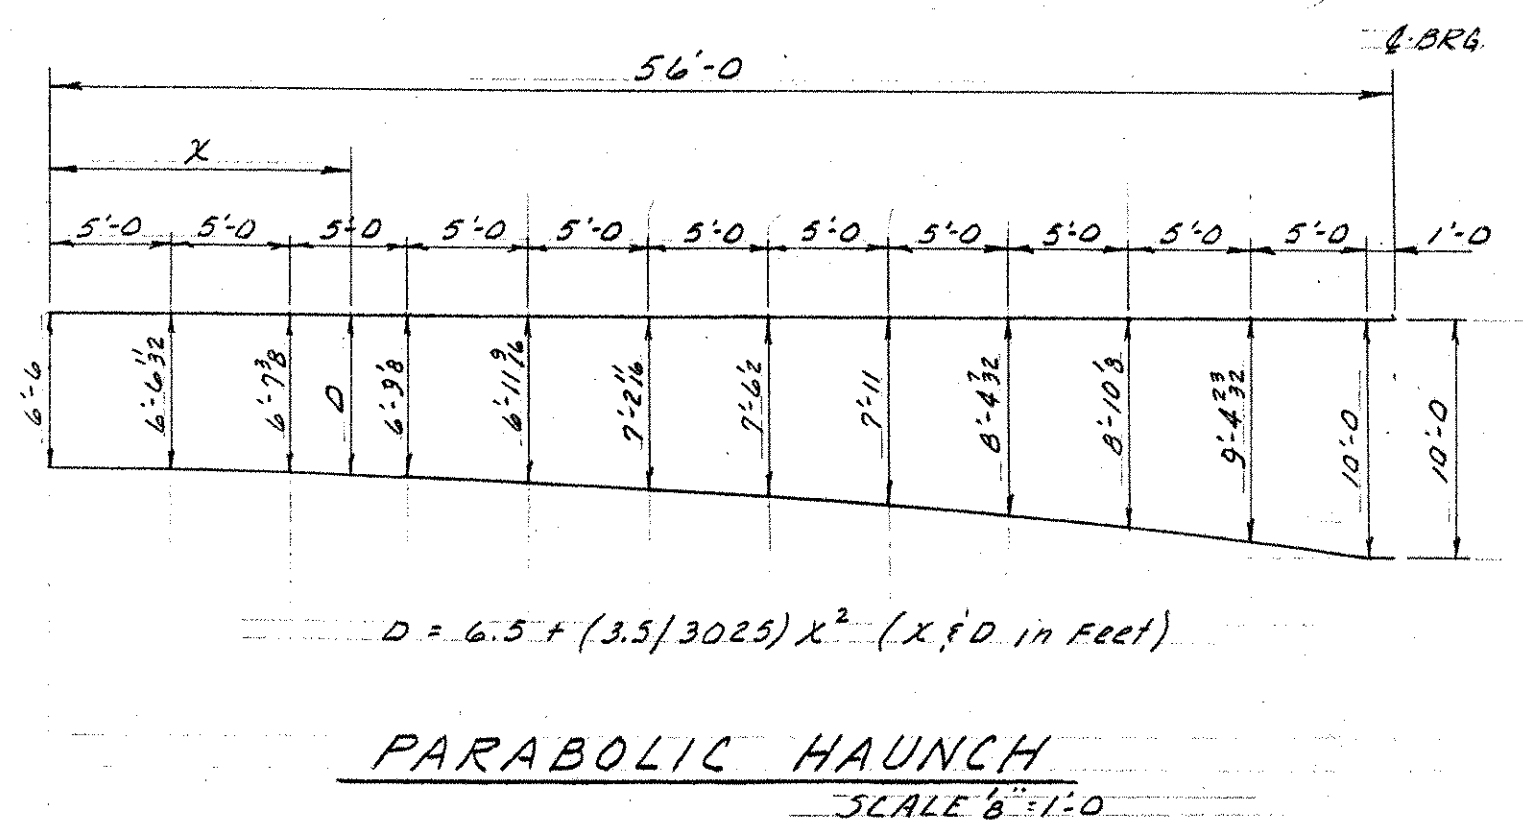 ℄ BRG.
56'-0
X
5'-0 5'-0 5'-0 5'-0 5'-0 5'-0 5'-0 5'-0 5'-0 5'-0 5'-0 1'-0
6'-6
6'-6 11/32
6'-7 3/8
D
6'-9 1/8
6'-11 9/16
7'-2 11/16
7'-6 1/2
7'-11
8'-4 7/32
8'-10 1/8
9'-4 23/32
10'-0
10'-0
D = 6.5 + (3.5/3025) X² (X & D in Feet)
PARABOLIC HAUNCH
SCALE 1/8" = 1'-0